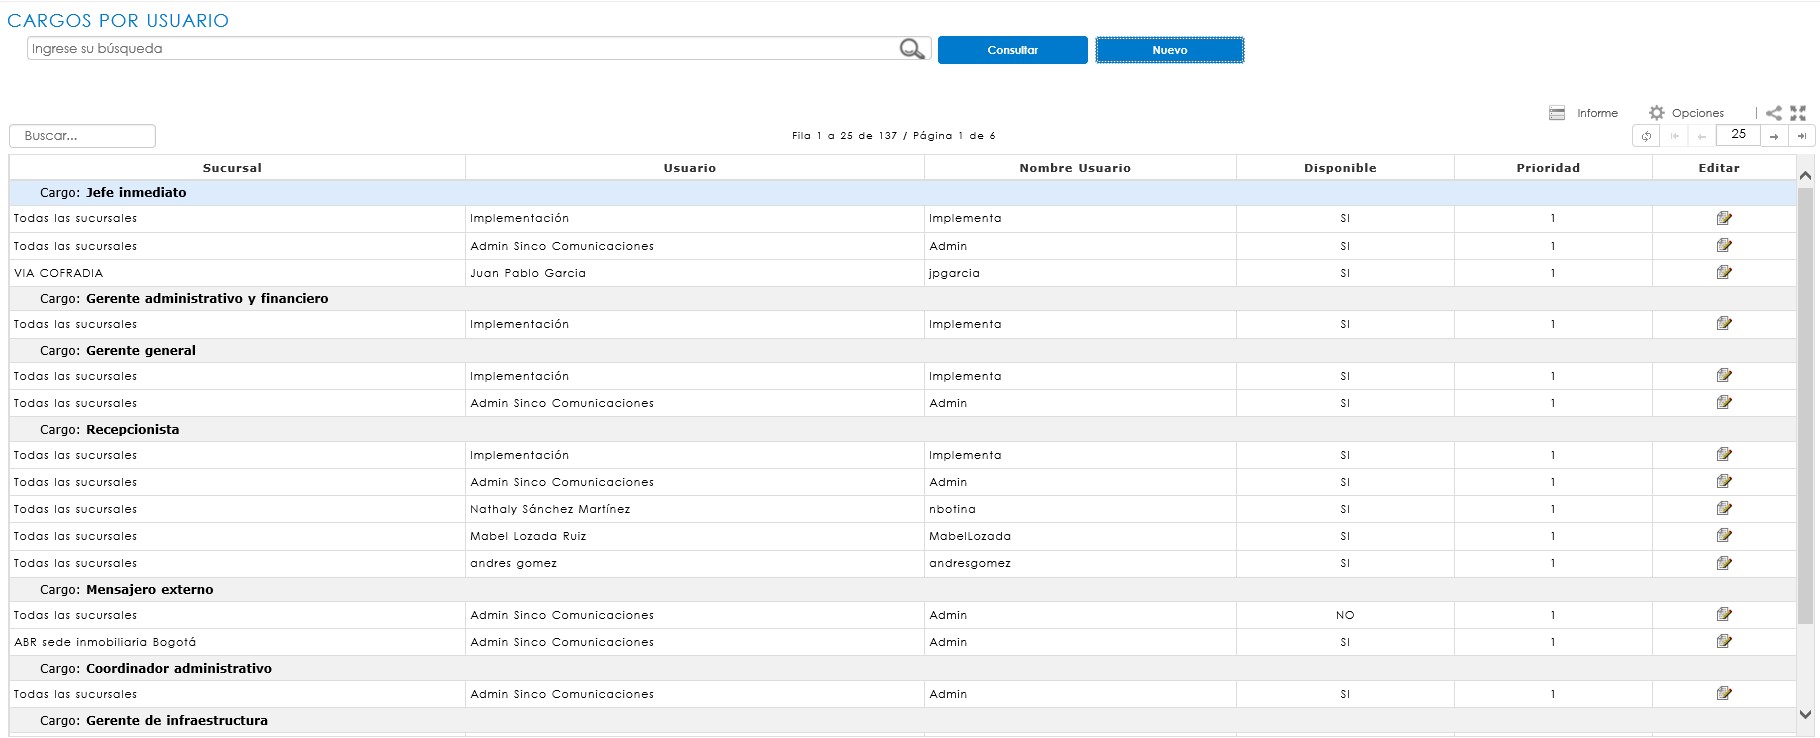 CARGOS POR USUARIO
Ingrese su búsqueda Consultar Nuevo
Informe Opciones
Buscar... Fila 1 a 25 de 137 / Página 1 de 6 25
Sucursal Usuario Nombre Usuario Disponible Prioridad Editar
Cargo: Jefe inmediato
Todas las sucursales Implementación Implementa SI 1
Todas las sucursales Admin Sinco Comunicaciones Admin SI 1
VIA COFRADIA Juan Pablo Garcia jpgarcia SI 1
Cargo: Gerente administrativo y financiero
Todas las sucursales Implementación Implementa SI 1
Cargo: Gerente general
Todas las sucursales Implementación Implementa SI 1
Todas las sucursales Admin Sinco Comunicaciones Admin SI 1
Cargo: Recepcionista
Todas las sucursales Implementación Implementa SI 1
Todas las sucursales Admin Sinco Comunicaciones Admin SI 1
Todas las sucursales Nathaly Sánchez Martínez nbotina SI 1
Todas las sucursales Mabel Lozada Ruiz MabelLozada SI 1
Todas las sucursales andres gomez andresgomez SI 1
Cargo: Mensajero externo
Todas las sucursales Admin Sinco Comunicaciones Admin NO 1
ABR sede inmobiliaria Bogotá Admin Sinco Comunicaciones Admin SI 1
Cargo: Coordinador administrativo
Todas las sucursales Admin Sinco Comunicaciones Admin SI 1
Cargo: Gerente de infraestructura